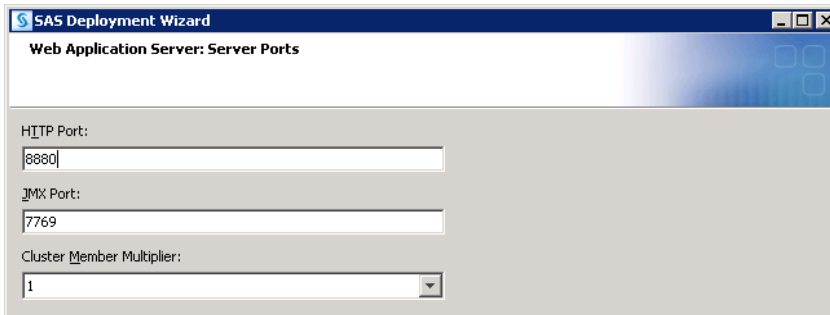 SAS Deployment Wizard
Web Application Server: Server Ports
HTTP Port:
8880
JMX Port:
7769
Cluster Member Multiplier:
1